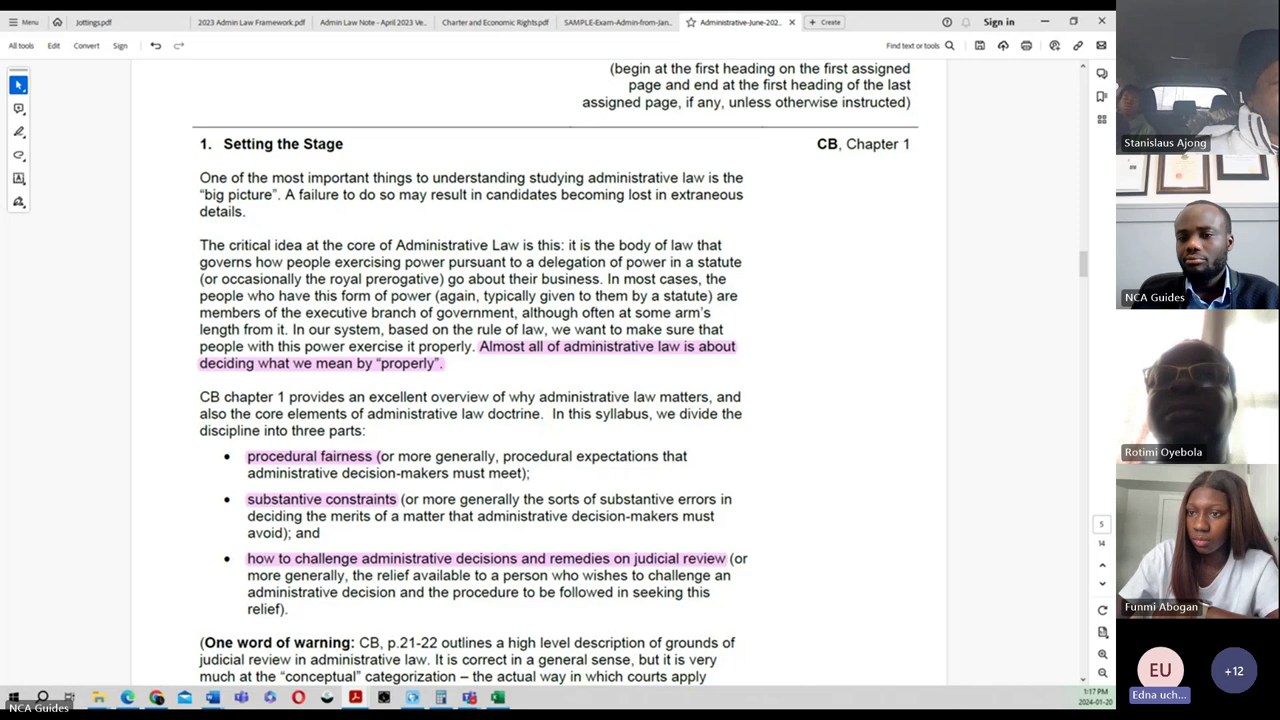 Menu
Jottings.pdf
2023 Admin Law Framework.pdf
Admin Law Note - April 2023 Ve...
Charter and Economic Rights.pdf
SAMPLE-Exam-Admin-from-Jan...
Administrative-June-202...
Create
Sign in
All tools
Edit
Convert
Sign
Find text or tools
(begin at the first heading on the first assigned
page and end at the first heading of the last
assigned page, if any, unless otherwise instructed)
1. Setting the Stage
CB, Chapter 1
One of the most important things to understanding studying administrative law is the
“big picture”. A failure to do so may result in candidates becoming lost in extraneous
details.
The critical idea at the core of Administrative Law is this: it is the body of law that
governs how people exercising power pursuant to a delegation of power in a statute
(or occasionally the royal prerogative) go about their business. In most cases, the
people who have this form of power (again, typically given to them by a statute) are
members of the executive branch of government, although often at some arm’s
length from it. In our system, based on the rule of law, we want to make sure that
people with this power exercise it properly. Almost all of administrative law is about
deciding what we mean by “properly”.
CB chapter 1 provides an excellent overview of why administrative law matters, and
also the core elements of administrative law doctrine. In this syllabus, we divide the
discipline into three parts:
• procedural fairness (or more generally, procedural expectations that
administrative decision-makers must meet);
• substantive constraints (or more generally the sorts of substantive errors in
deciding the merits of a matter that administrative decision-makers must
avoid); and
• how to challenge administrative decisions and remedies on judicial review (or
more generally, the relief available to a person who wishes to challenge an
administrative decision and the procedure to be followed in seeking this
relief).
(One word of warning: CB, p.21-22 outlines a high level description of grounds of
judicial review in administrative law. It is correct in a general sense, but it is very
much at the “conceptual” categorization – the actual way in which courts apply
5
14
1:17 PM
2024-01-20
NCA Guides
Stanislaus Ajong
NCA Guides
Rotimi Oyebola
Funmi Abogan
EU
Edna uch...
+12